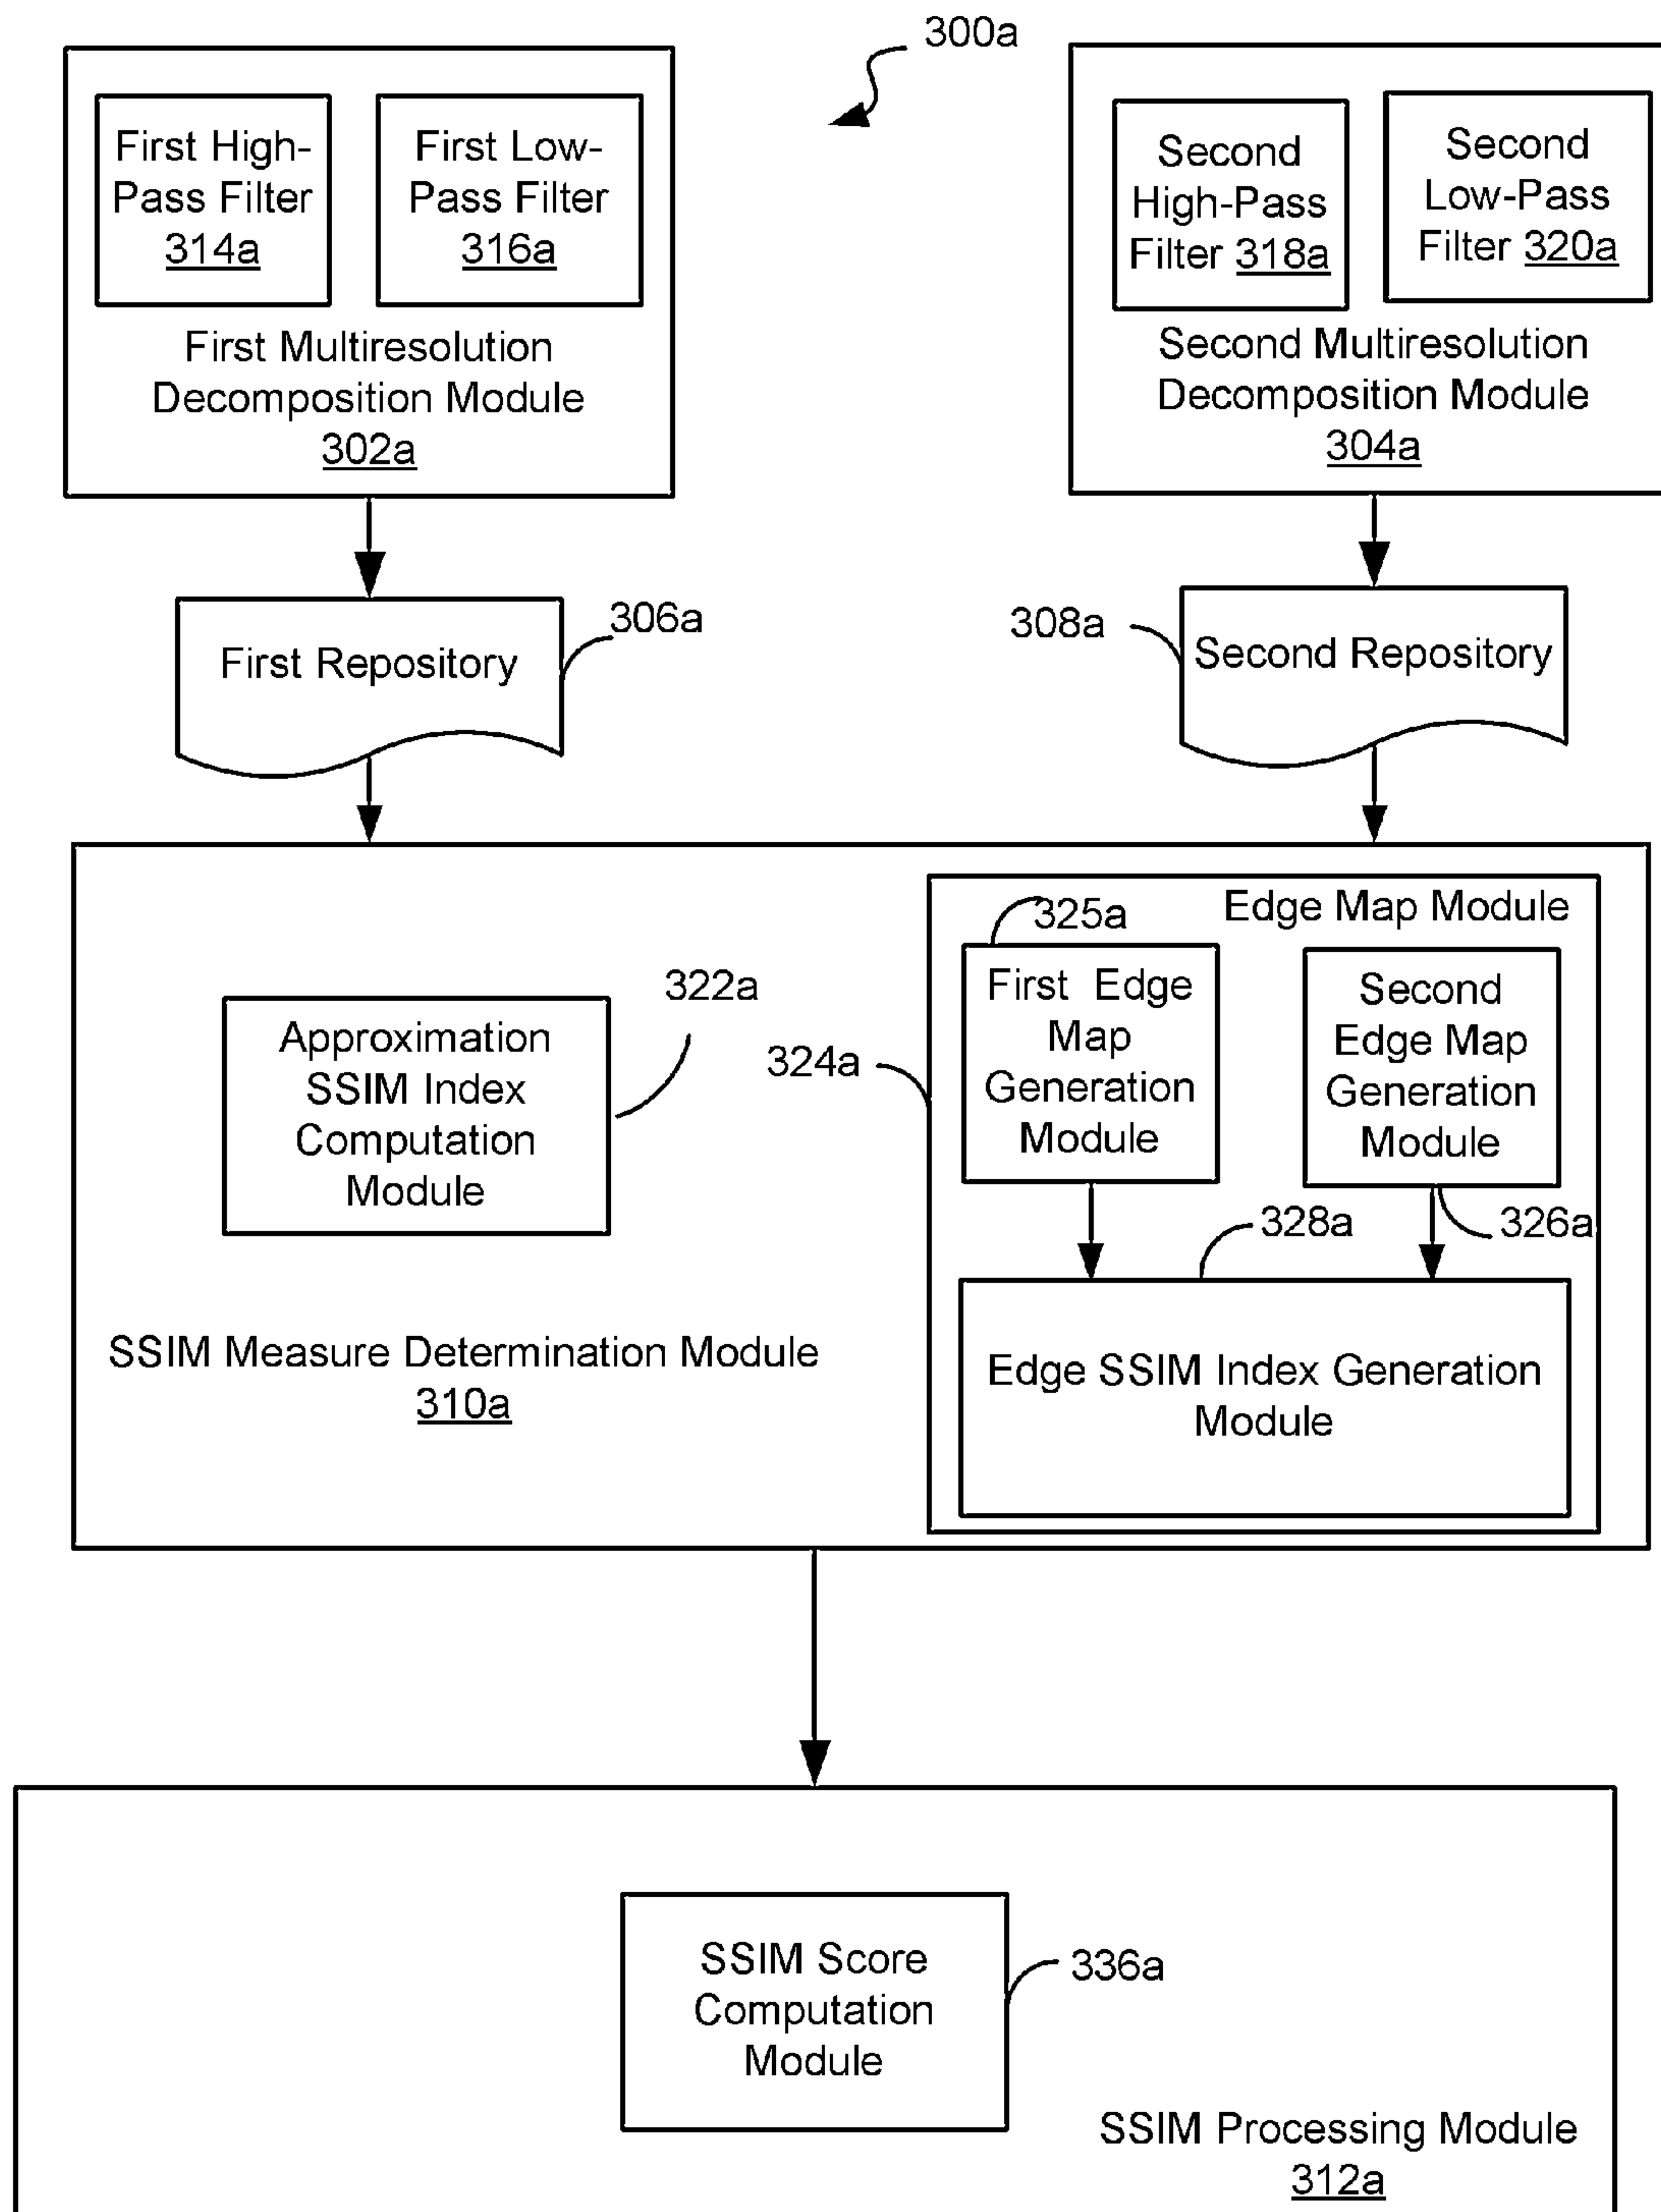 300a
First High-
Pass Filter
314a
First Low-
Pass Filter
316a
First Multiresolution
Decomposition Module
302a
Second
High-Pass
Filter 318a
Second
Low-Pass
Filter 320a
Second Multiresolution
Decomposition Module
304a
First Repository
306a
308a
Second Repository
Edge Map Module
325a
First Edge
Map
Generation
Module
Second
Edge Map
Generation
Module
322a
Approximation
SSIM Index
Computation
Module
324a
328a
326a
SSIM Measure Determination Module
310a
Edge SSIM Index Generation
Module
SSIM Score
Computation
Module
336a
SSIM Processing Module
312a